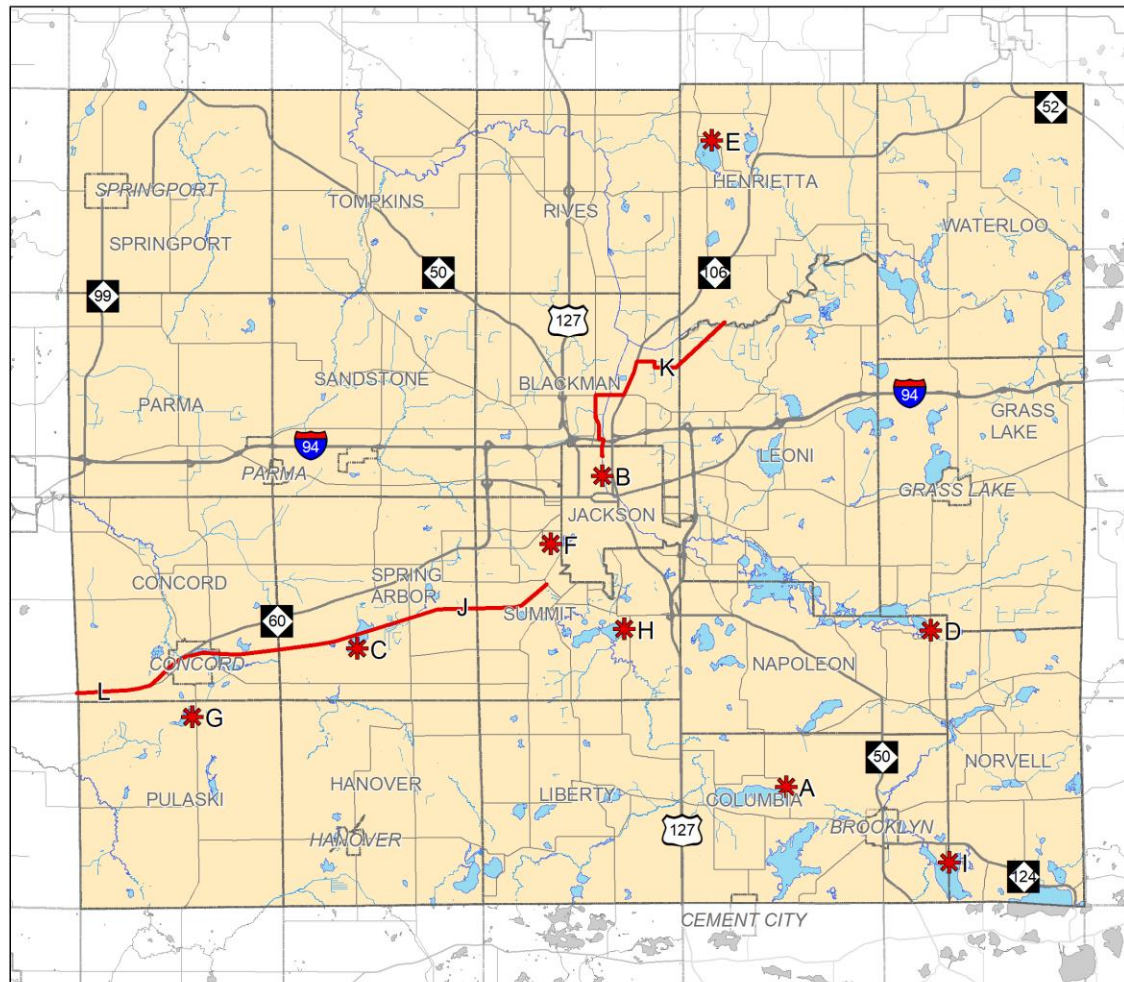 52
E
HENRIETTA
SPRINGPORT
TOMPKINS
RIVES
WATERLOO
SPRINGPORT
50
106
99
127
K
SANDSTONE
BLACKMAN
PARMA
94
GRASS
LAKE
94
LEONI
PARMA
B
GRASS LAKE
JACKSON
F
CONCORD
SPRING
ARBOR
J
SUMMIT
60
H
D
C
CONCORD
NAPOLEON
L
G
50
NORVELL
HANOVER
PULASKI
LIBERTY
A
COLUMBIA
127
BROOKLYN
HANOVER
I
124
CEMENT CITY